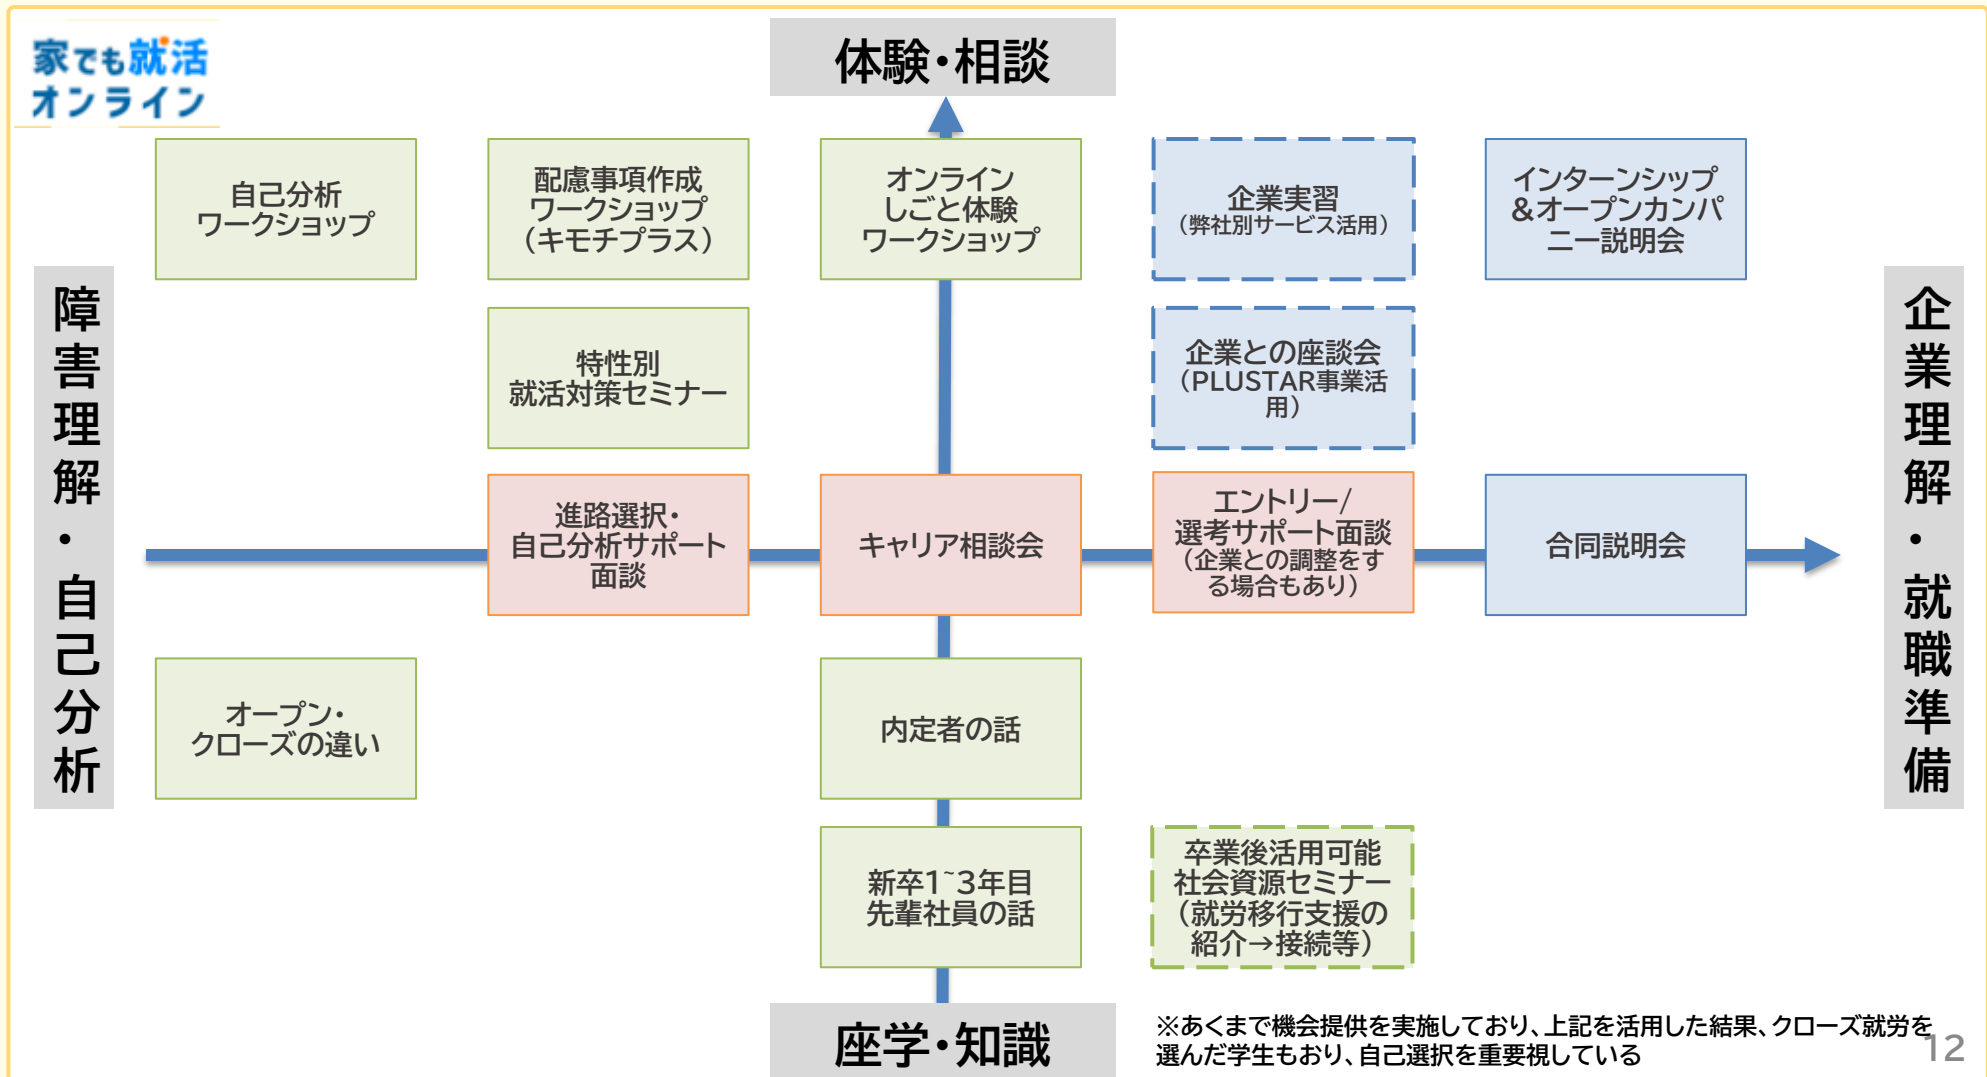 家でも就活
オンライン
体験・相談
自己分析
ワークショップ
配慮事項作成
ワークショップ
（キモチプラス）
オンライン
しごと体験
ワークショップ
企業実習
（弊社別サービス活用）
インターンシップ
＆オープンカンパ
ニー説明会
障害理解・自己分析
特性別
就活対策セミナー
企業との座談会
（PLUSTAR事業活
用）
企業理解・就職準備
進路選択・
自己分析サポート
面談
キャリア相談会
エントリー/
選考サポート面談
（企業との調整をす
る場合もあり）
合同説明会
オープン・
クローズの違い
内定者の話
新卒1~3年目
先輩社員の話
卒業後活用可能
社会資源セミナー
（就労移行支援の
紹介→接続等）
座学・知識
※あくまで機会提供を実施しており、上記を活用した結果、クローズ就労を
選んだ学生もおり、自己選択を重要視している
12